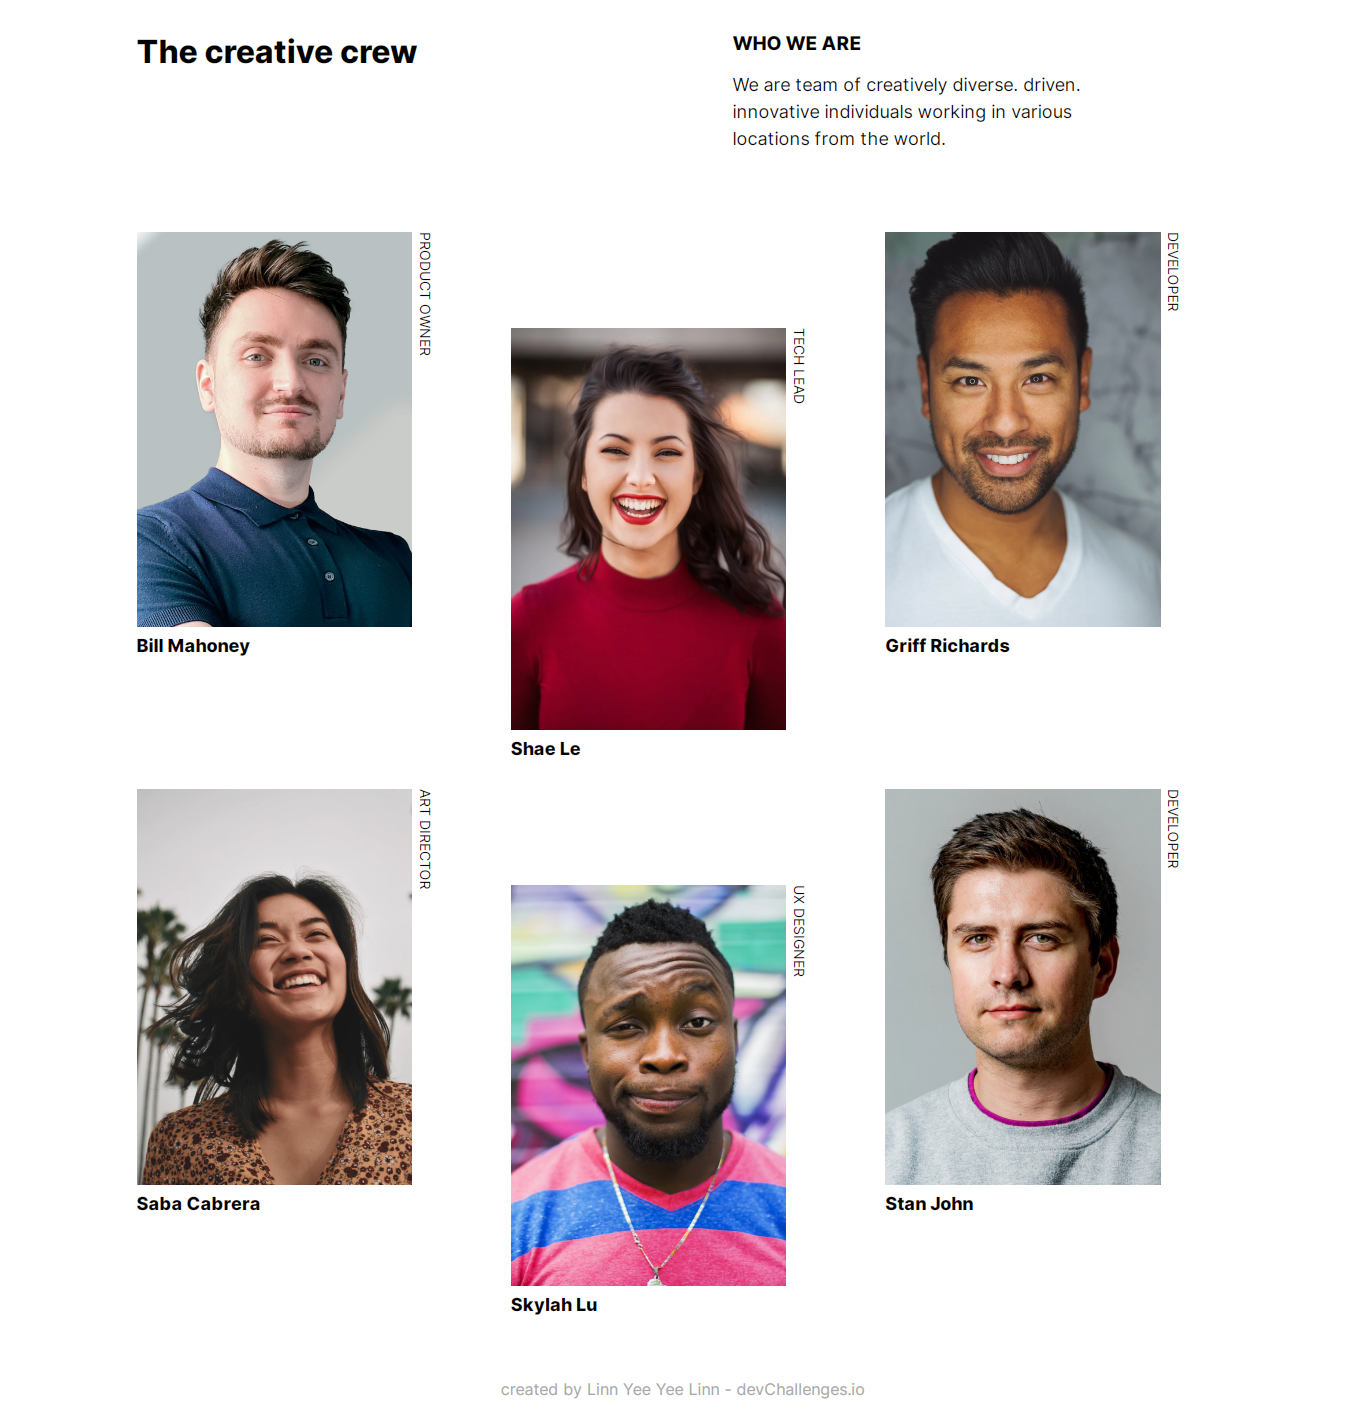 The creative crew
WHO WE ARE
We are team of creatively diverse. driven.
innovative individuals working in various
locations from the world.
PRODUCT OWNER
Bill Mahoney
TECH LEAD
Shae Le
DEVELOPER
Griff Richards
ART DIRECTOR
Saba Cabrera
UX DESIGNER
Skylah Lu
DEVELOPER
Stan John
created by Linn Yee Yee Linn - devChallenges.io